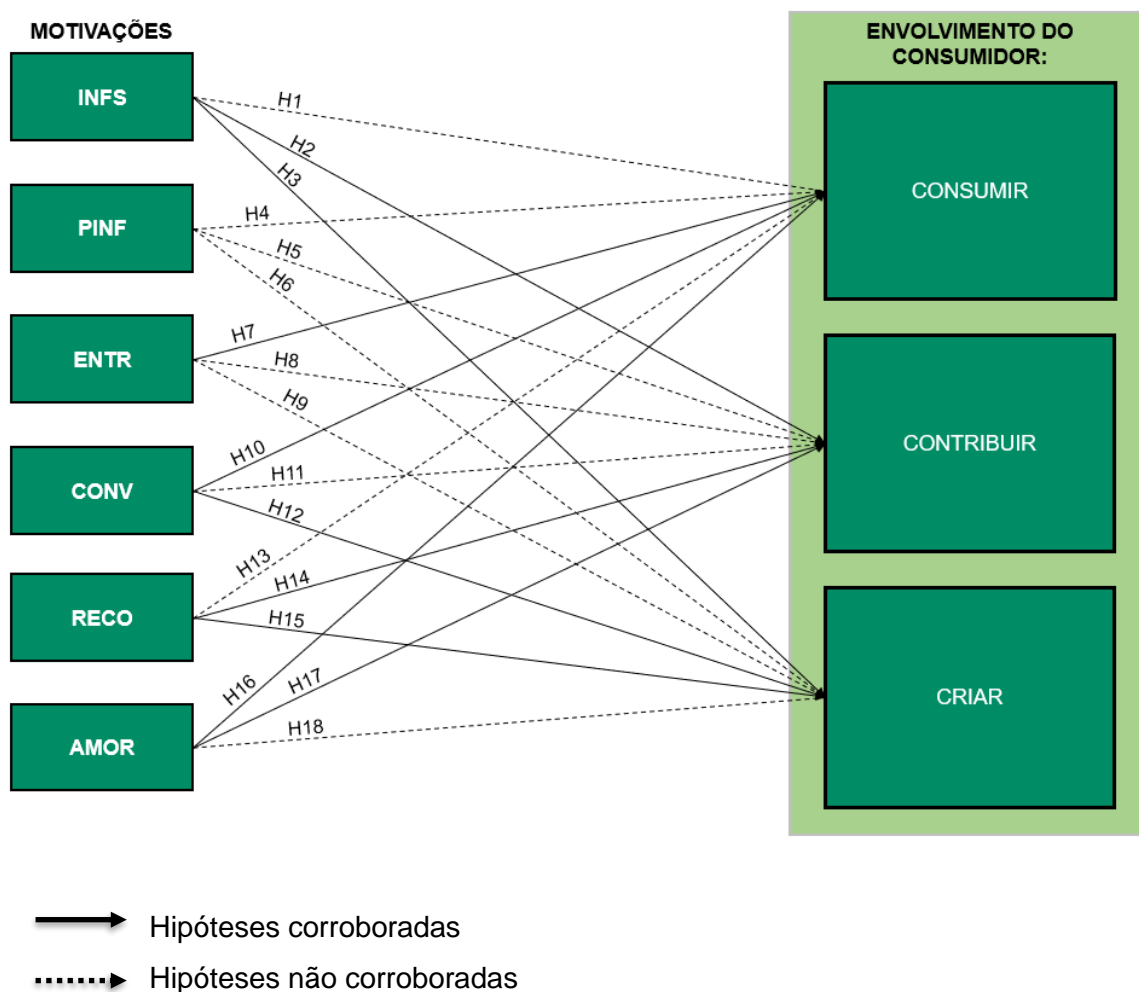 MOTIVAÇÕES
INFS
PINF
ENTR
CONV
RECO
AMOR
H1
H2
H3
H4
H5
H6
H7
H8
H9
H10
H11
H12
H13
H14
H15
H16
H17
H18
ENVOLVIMENTO DO
CONSUMIDOR:
CONSUMIR
CONTRIBUIR
CRIAR
Hipóteses corroboradas
Hipóteses não corroboradas